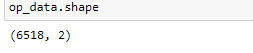 op_data.shape
(6518, 2)